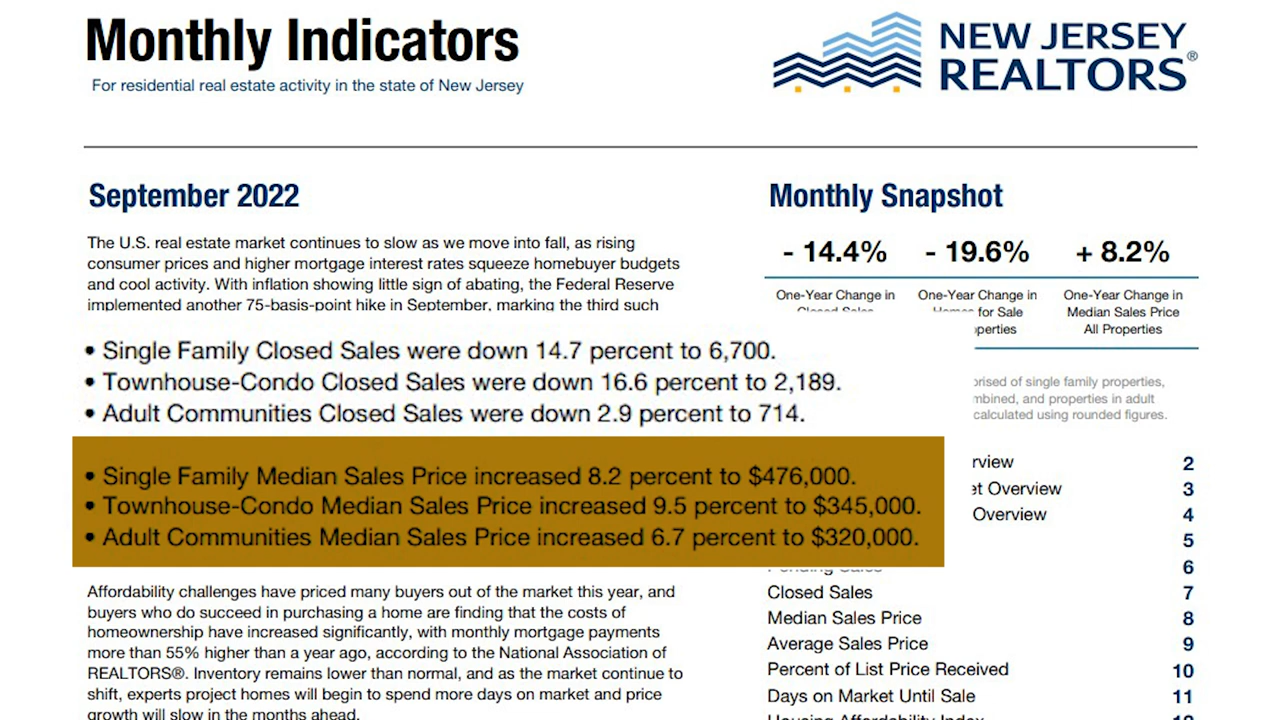 Monthly Indicators
For residential real estate activity in the state of New Jersey
NEW JERSEY
REALTORS®
September 2022
The U.S. real estate market continues to slow as we move into fall, as rising
consumer prices and higher mortgage interest rates squeeze homebuyer budgets
and cool activity. With inflation showing little sign of abating, the Federal Reserve
implemented another 75-basis-point hike in September, marking the third such
• Single Family Closed Sales were down 14.7 percent to 6,700.
• Townhouse-Condo Closed Sales were down 16.6 percent to 2,189.
• Adult Communities Closed Sales were down 2.9 percent to 714.
• Single Family Median Sales Price increased 8.2 percent to $476,000.
• Townhouse-Condo Median Sales Price increased 9.5 percent to $345,000.
• Adult Communities Median Sales Price increased 6.7 percent to $320,000.
Affordability challenges have priced many buyers out of the market this year, and
buyers who do succeed in purchasing a home are finding that the costs of
homeownership have increased significantly, with monthly mortgage payments
more than 55% higher than a year ago, according to the National Association of
REALTORS®. Inventory remains lower than normal, and as the market continue to
shift, experts project homes will begin to spend more days on market and price
growth will slow in the months ahead.
Monthly Snapshot
- 14.4% - 19.6% + 8.2%
One-Year Change in One-Year Change in One-Year Change in
for Sale Median Sales Price
All Properties
of single family properties,
and properties in adult
calculated using rounded figures.
2
Overview 3
Overview 4
5
6
Closed Sales 7
Median Sales Price 8
Average Sales Price 9
Percent of List Price Received 10
Days on Market Until Sale 11